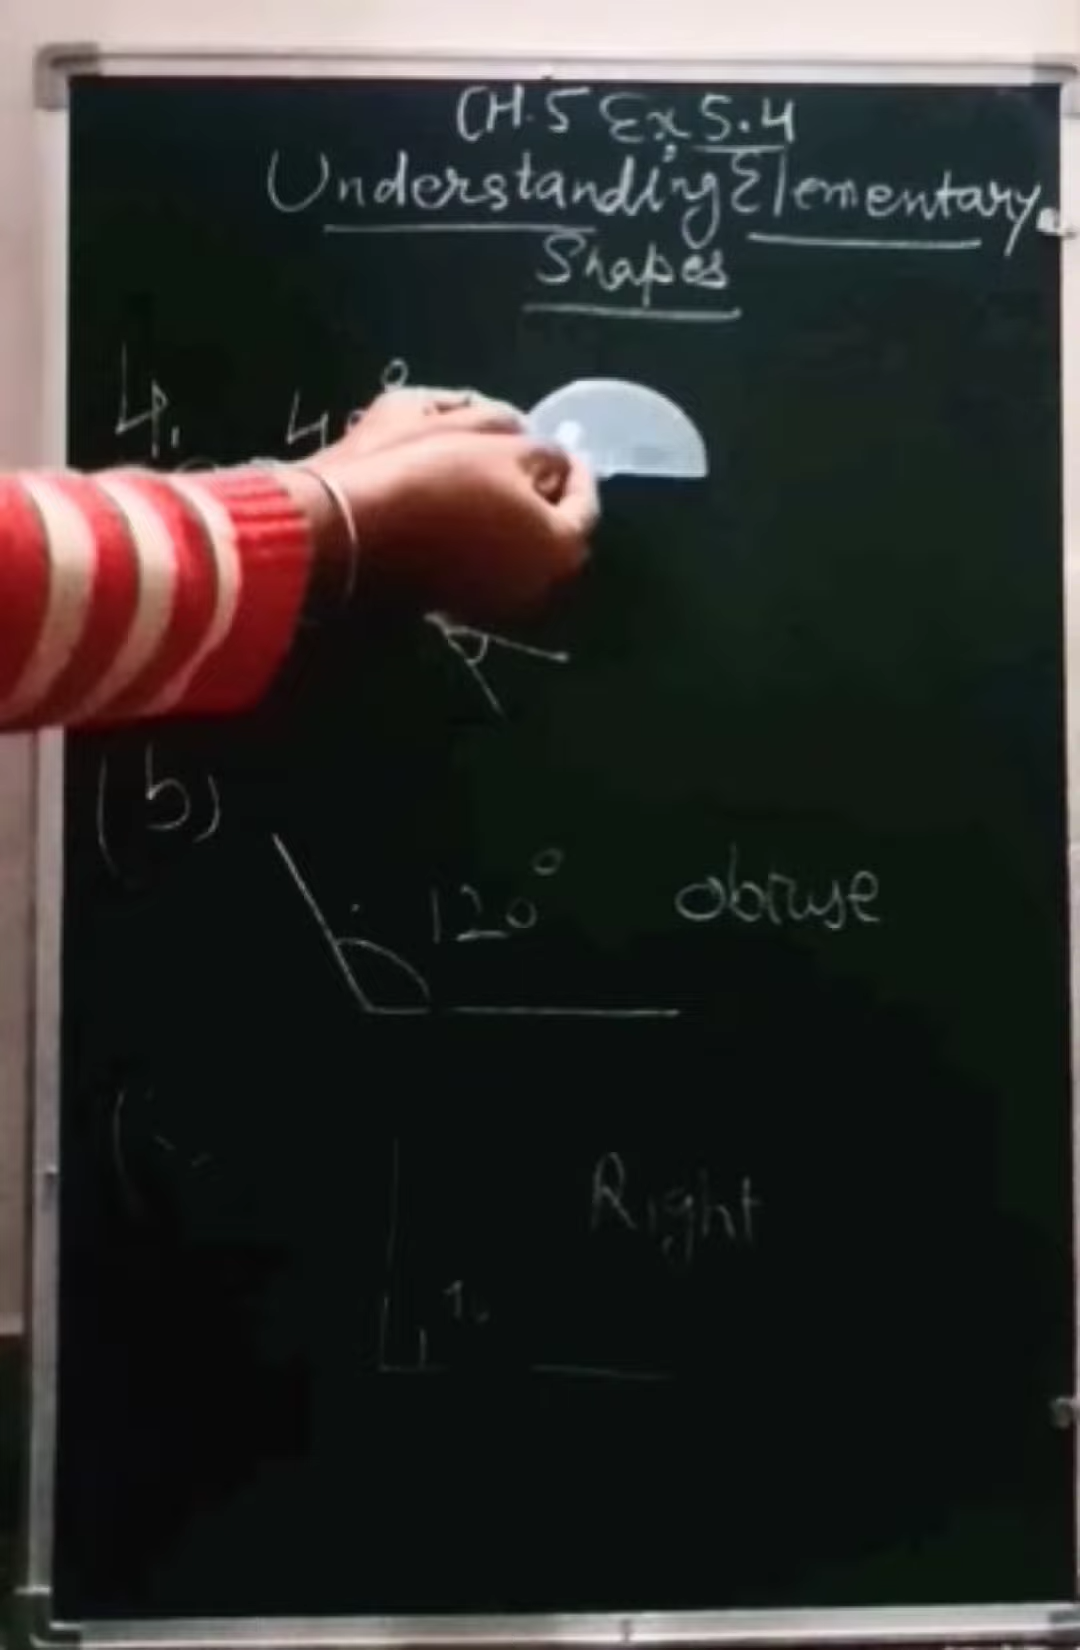 CH.5 Ex 5.4
Understanding Elementary
Shapes
4.
(b)
120° obtuse
Right